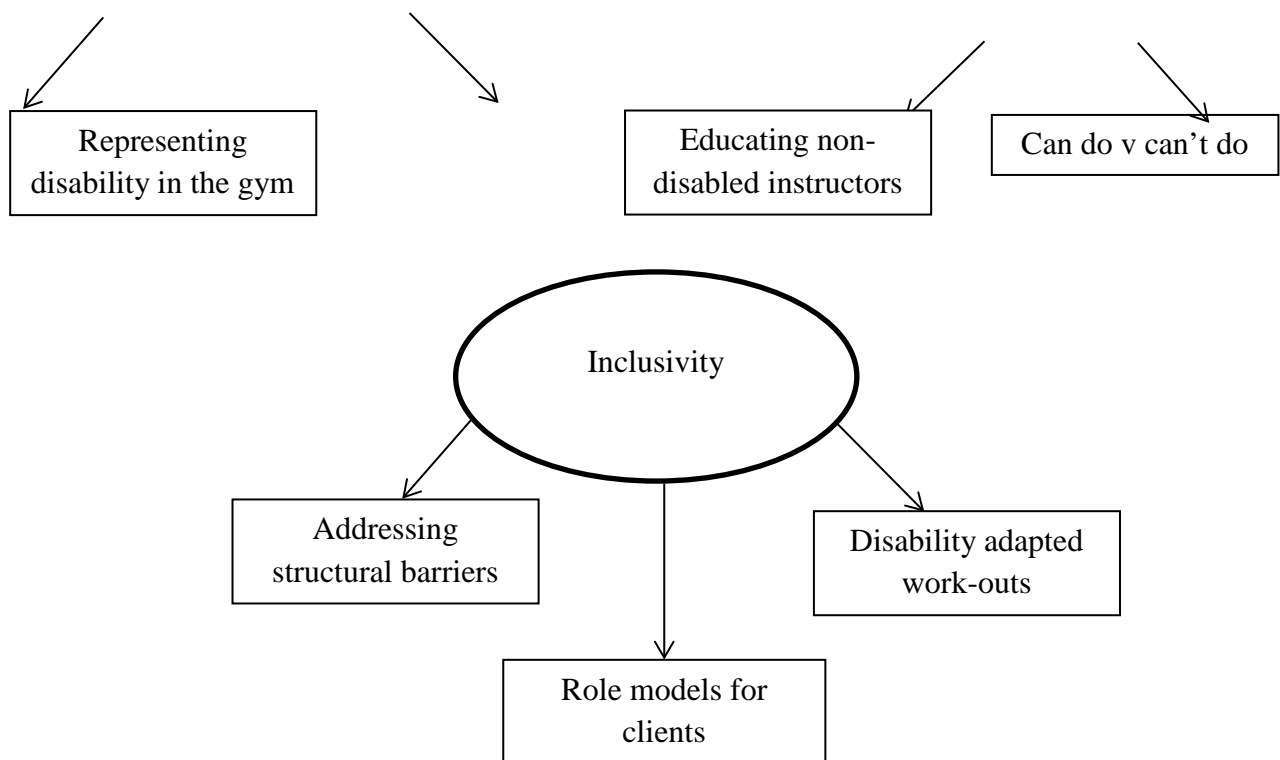 Representing
disability in the gym
Educating non-
disabled instructors
Can do v can’t do
Inclusivity
Addressing
structural barriers
Disability adapted
work-outs
Role models for
clients